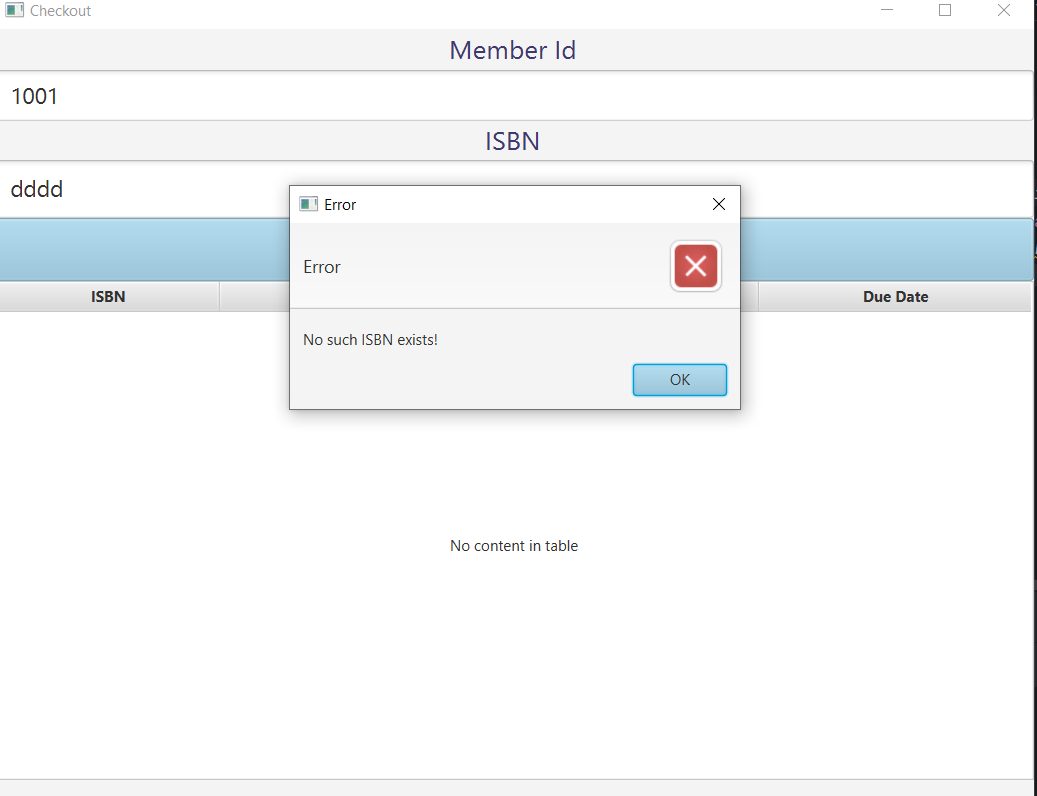 Checkout
Member Id
1001
ISBN
dddd
Error
Error
No such ISBN exists!
OK
ISBN
Due Date
No content in table